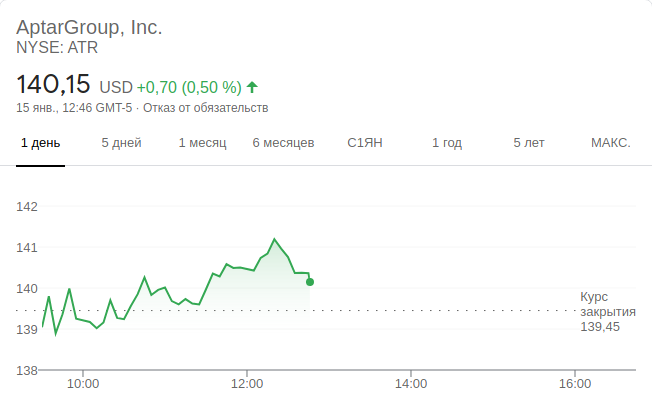 AptarGroup, Inc.
NYSE: ATR
140,15 USD +0,70 (0,50 %)
15 янв., 12:46 GMT-5 · Отказ от обязательств
1 день 5 дней 1 месяц 6 месяцев С1ЯН 1 год 5 лет МАКС.
142
141
140
Курс
закрытия
139,45
139
138
10:00 12:00 14:00 16:00